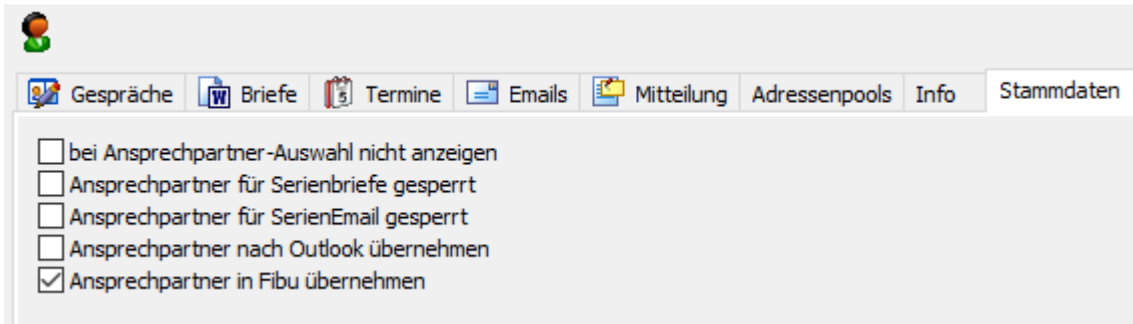 Gespräche Briefe Termine Emails Mitteilung Adressenpools Info Stammdaten
bei Ansprechpartner-Auswahl nicht anzeigen
Ansprechpartner für Serienbriefe gesperrt
Ansprechpartner für SerienEmail gesperrt
Ansprechpartner nach Outlook übernehmen
Ansprechpartner in Fibu übernehmen